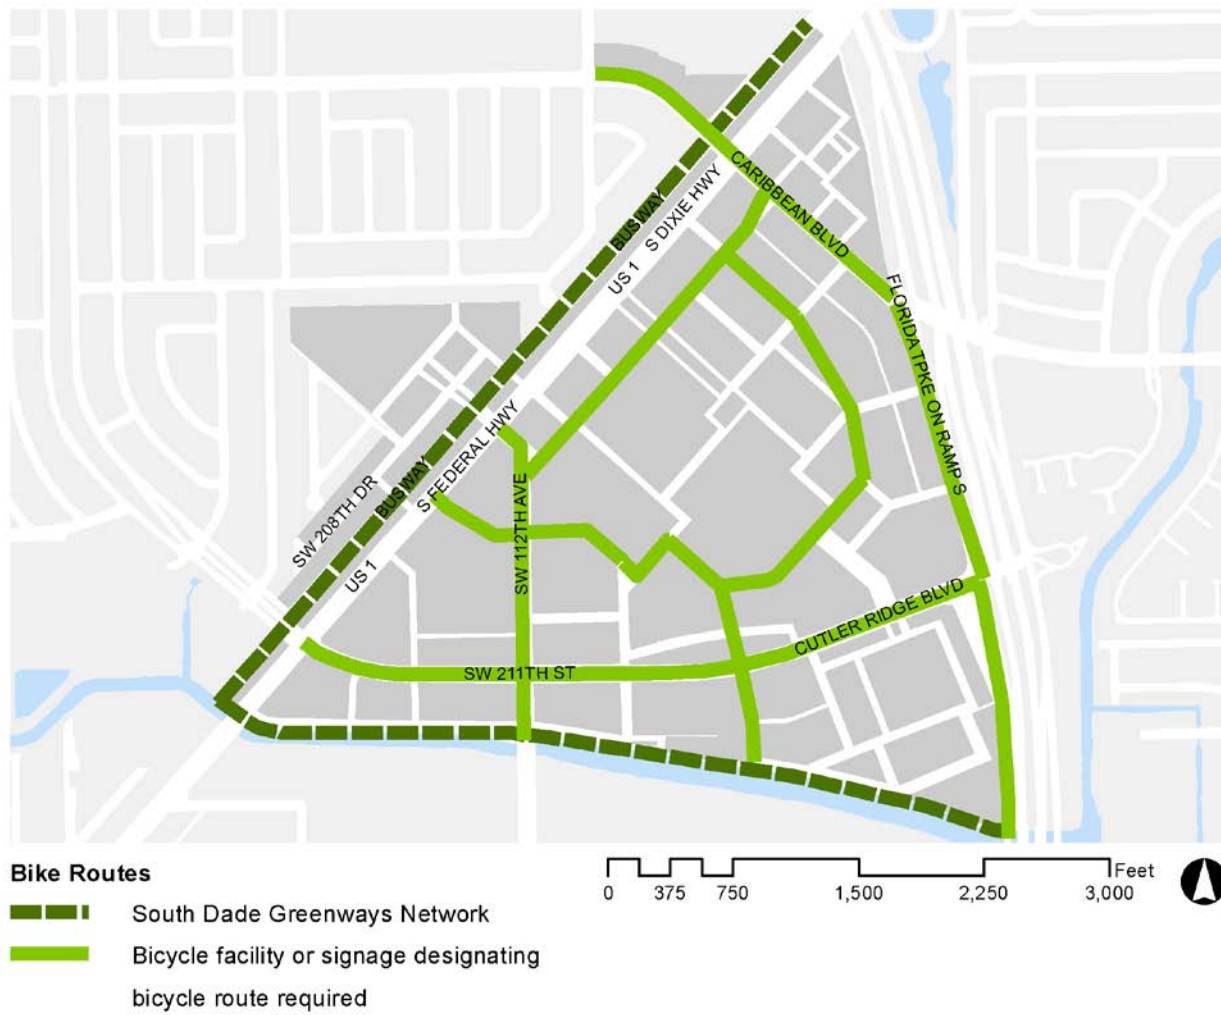 CARIBBEAN BLVD
BUSWAY
S DIXIE HWY
US 1
FLORIDA TPKE ON RAMP S
S FEDERAL HWY
BUSWAY
SW 208TH DR
SW 112TH AVE
US 1
CUTLER RIDGE BLVD
SW 211TH ST
Bike Routes
South Dade Greenways Network
Bicycle facility or signage designating
bicycle route required
Feet
0 375 750 1,500 2,250 3,000